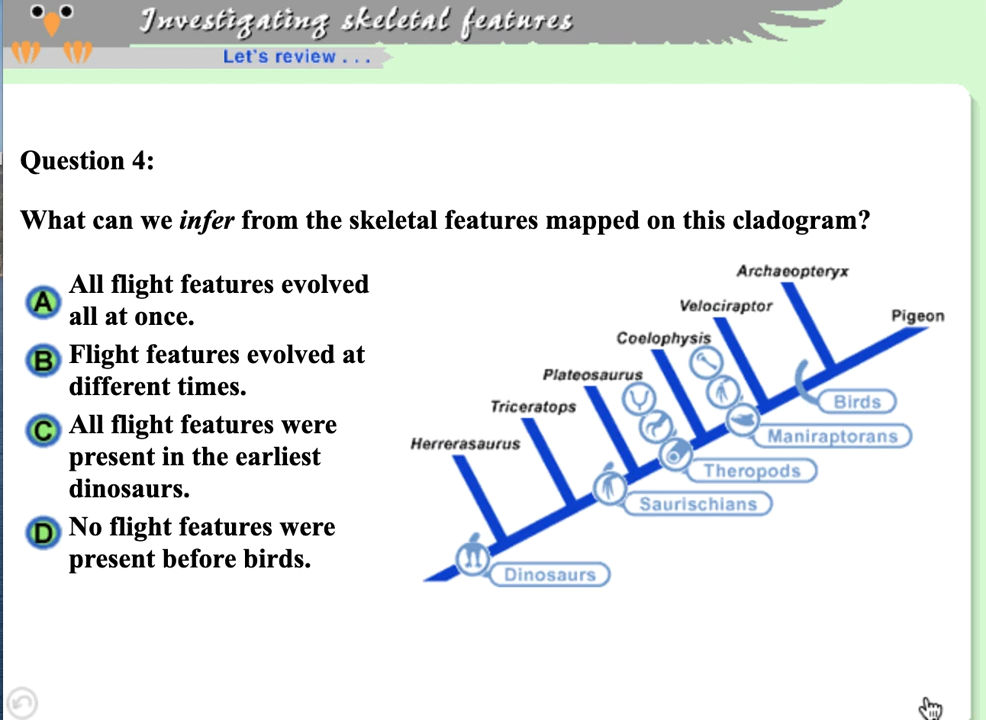 Investigating skeletal features
Let's review . . .
Question 4:
What can we infer from the skeletal features mapped on this cladogram?
A All flight features evolved
all at once.
B Flight features evolved at
different times.
C All flight features were
present in the earliest
dinosaurs.
D No flight features were
present before birds.
Archaeopteryx
Velociraptor
Pigeon
Coelophysis
Plateosaurus
Triceratops
Herrerasaurus
Birds
Maniraptorans
Theropods
Saurischians
Dinosaurs